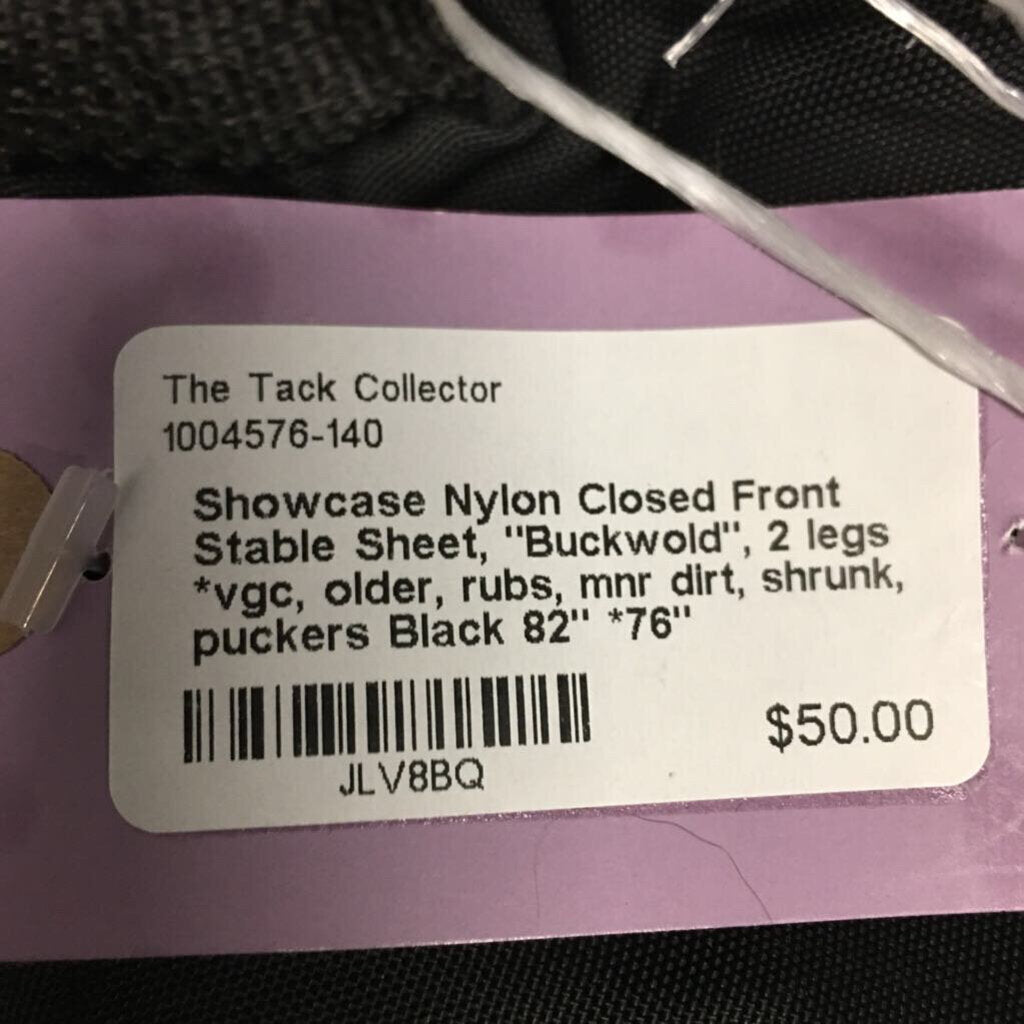 The Tack Collector
1004576-140
Showcase Nylon Closed Front
Stable Sheet, "Buckwold", 2 legs
*vgc, older, rubs, mnr dirt, shrunk,
puckers Black 82" *76"
JLV8BQ
$50.00